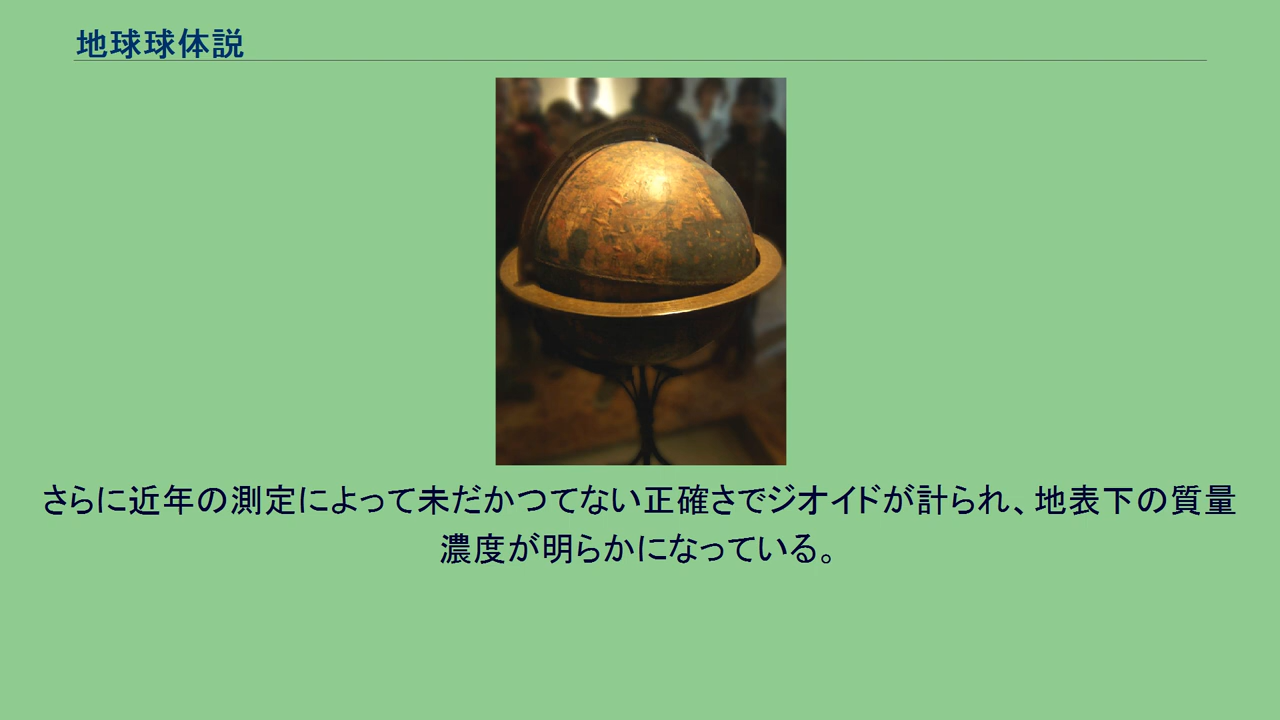 地球球体説
さらに近年の測定によって未だかつてない正確さでジオイドが計られ、地表下の質量
濃度が明らかになっている。